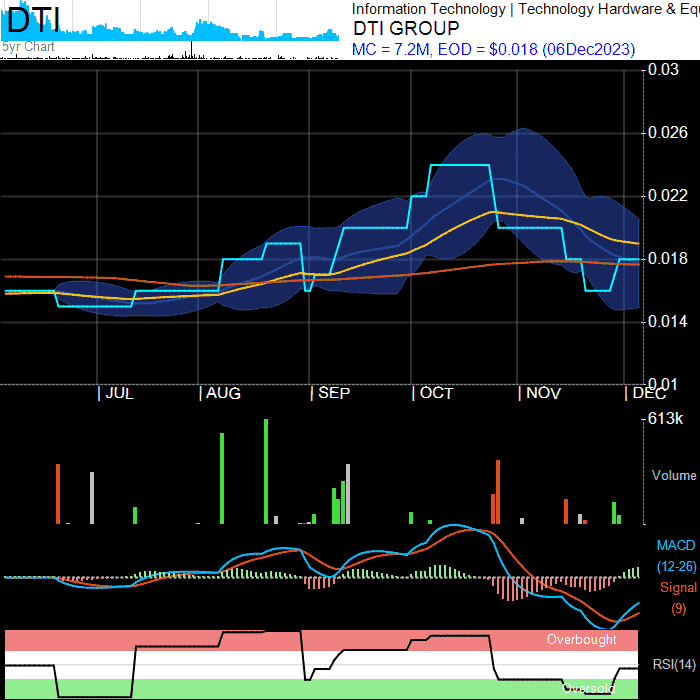 DTI
5yr Chart
Information Technology | Technology Hardware & Equ
DTI GROUP
MC = 7.2M, EOD = $0.018 (06Dec2023)
0.03
0.026
0.022
0.018
0.014
0.01
| JUL | AUG | SEP | OCT | NOV | DEC
613k
Volume
MACD
(12-26)
Signal
(9)
Overbought
RSI(14)
Oversold